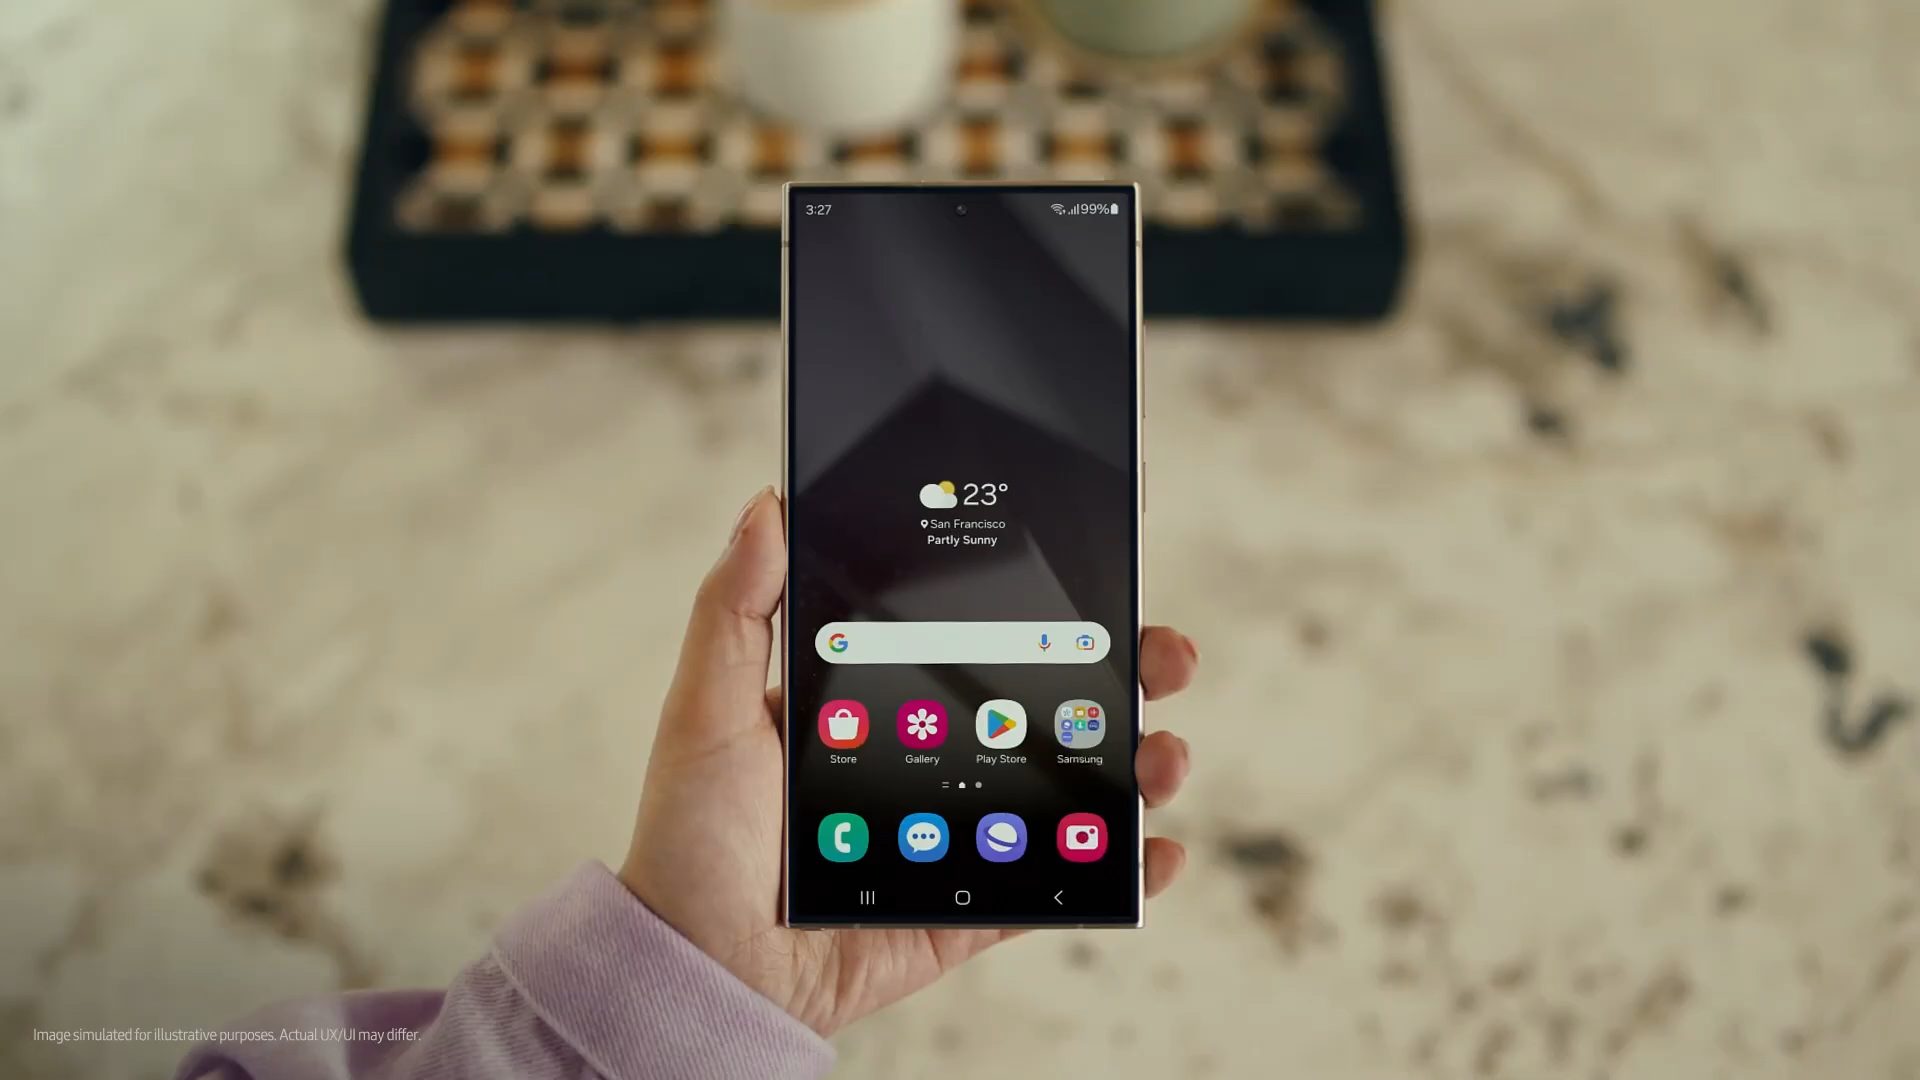 3:27
99%
23°
San Francisco
Partly Sunny
G
Store
Gallery
Play Store
Samsung
Image simulated for illustrative purposes. Actual UX/UI may differ.